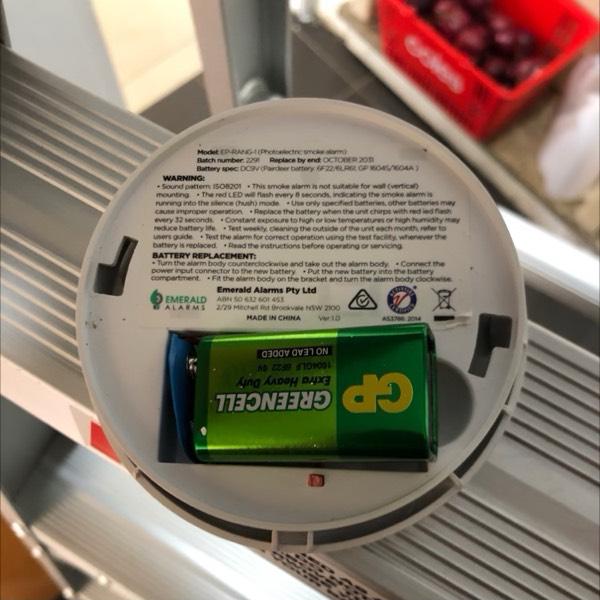 coles
Model: EP-RANG-1 (Photoelectric smoke alarm)
Batch number: 2291 Replace by end: OCTOBER 2031
Battery spec: DC9V (Pairdeer battery: 6F22/6LR61, GP 1604S/1604A )
WARNING:
• Sound pattern: ISO8201 • This smoke alarm is not suitable for wall (vertical)
mounting. • The red LED will flash every 8 seconds, indicating the smoke alarm is
running into the silence (hush) mode. • Use only specified batteries, other batteries may
cause improper operation. • Replace the battery when the unit chirps with red led flash
every 32 seconds. • Constant exposure to high or low temperatures or high humidity may
reduce battery life. • Test weekly, cleaning the outside of the unit each month, refer to
users guide. • Test the alarm for correct operation using the test facility, whenever the
battery is replaced. • Read the instructions before operating or servicing.
BATTERY REPLACEMENT:
• Turn the alarm body counterclockwise and take out the alarm body. • Connect the
power input connector to the new battery. • Put the new battery into the battery
compartment. • Fit the alarm body on the bracket and turn the alarm body clockwise.
EMERALD
ALARMS
Emerald Alarms Pty Ltd
ABN 50 632 601 453
2/29 Mitchell Rd Brookvale NSW 2100
MADE IN CHINA Ver:1.0
AS3786: 2014
GP
GREENCELL
Extra Heavy Duty
1604GLF 6F22 9V
NO LEAD ADDED